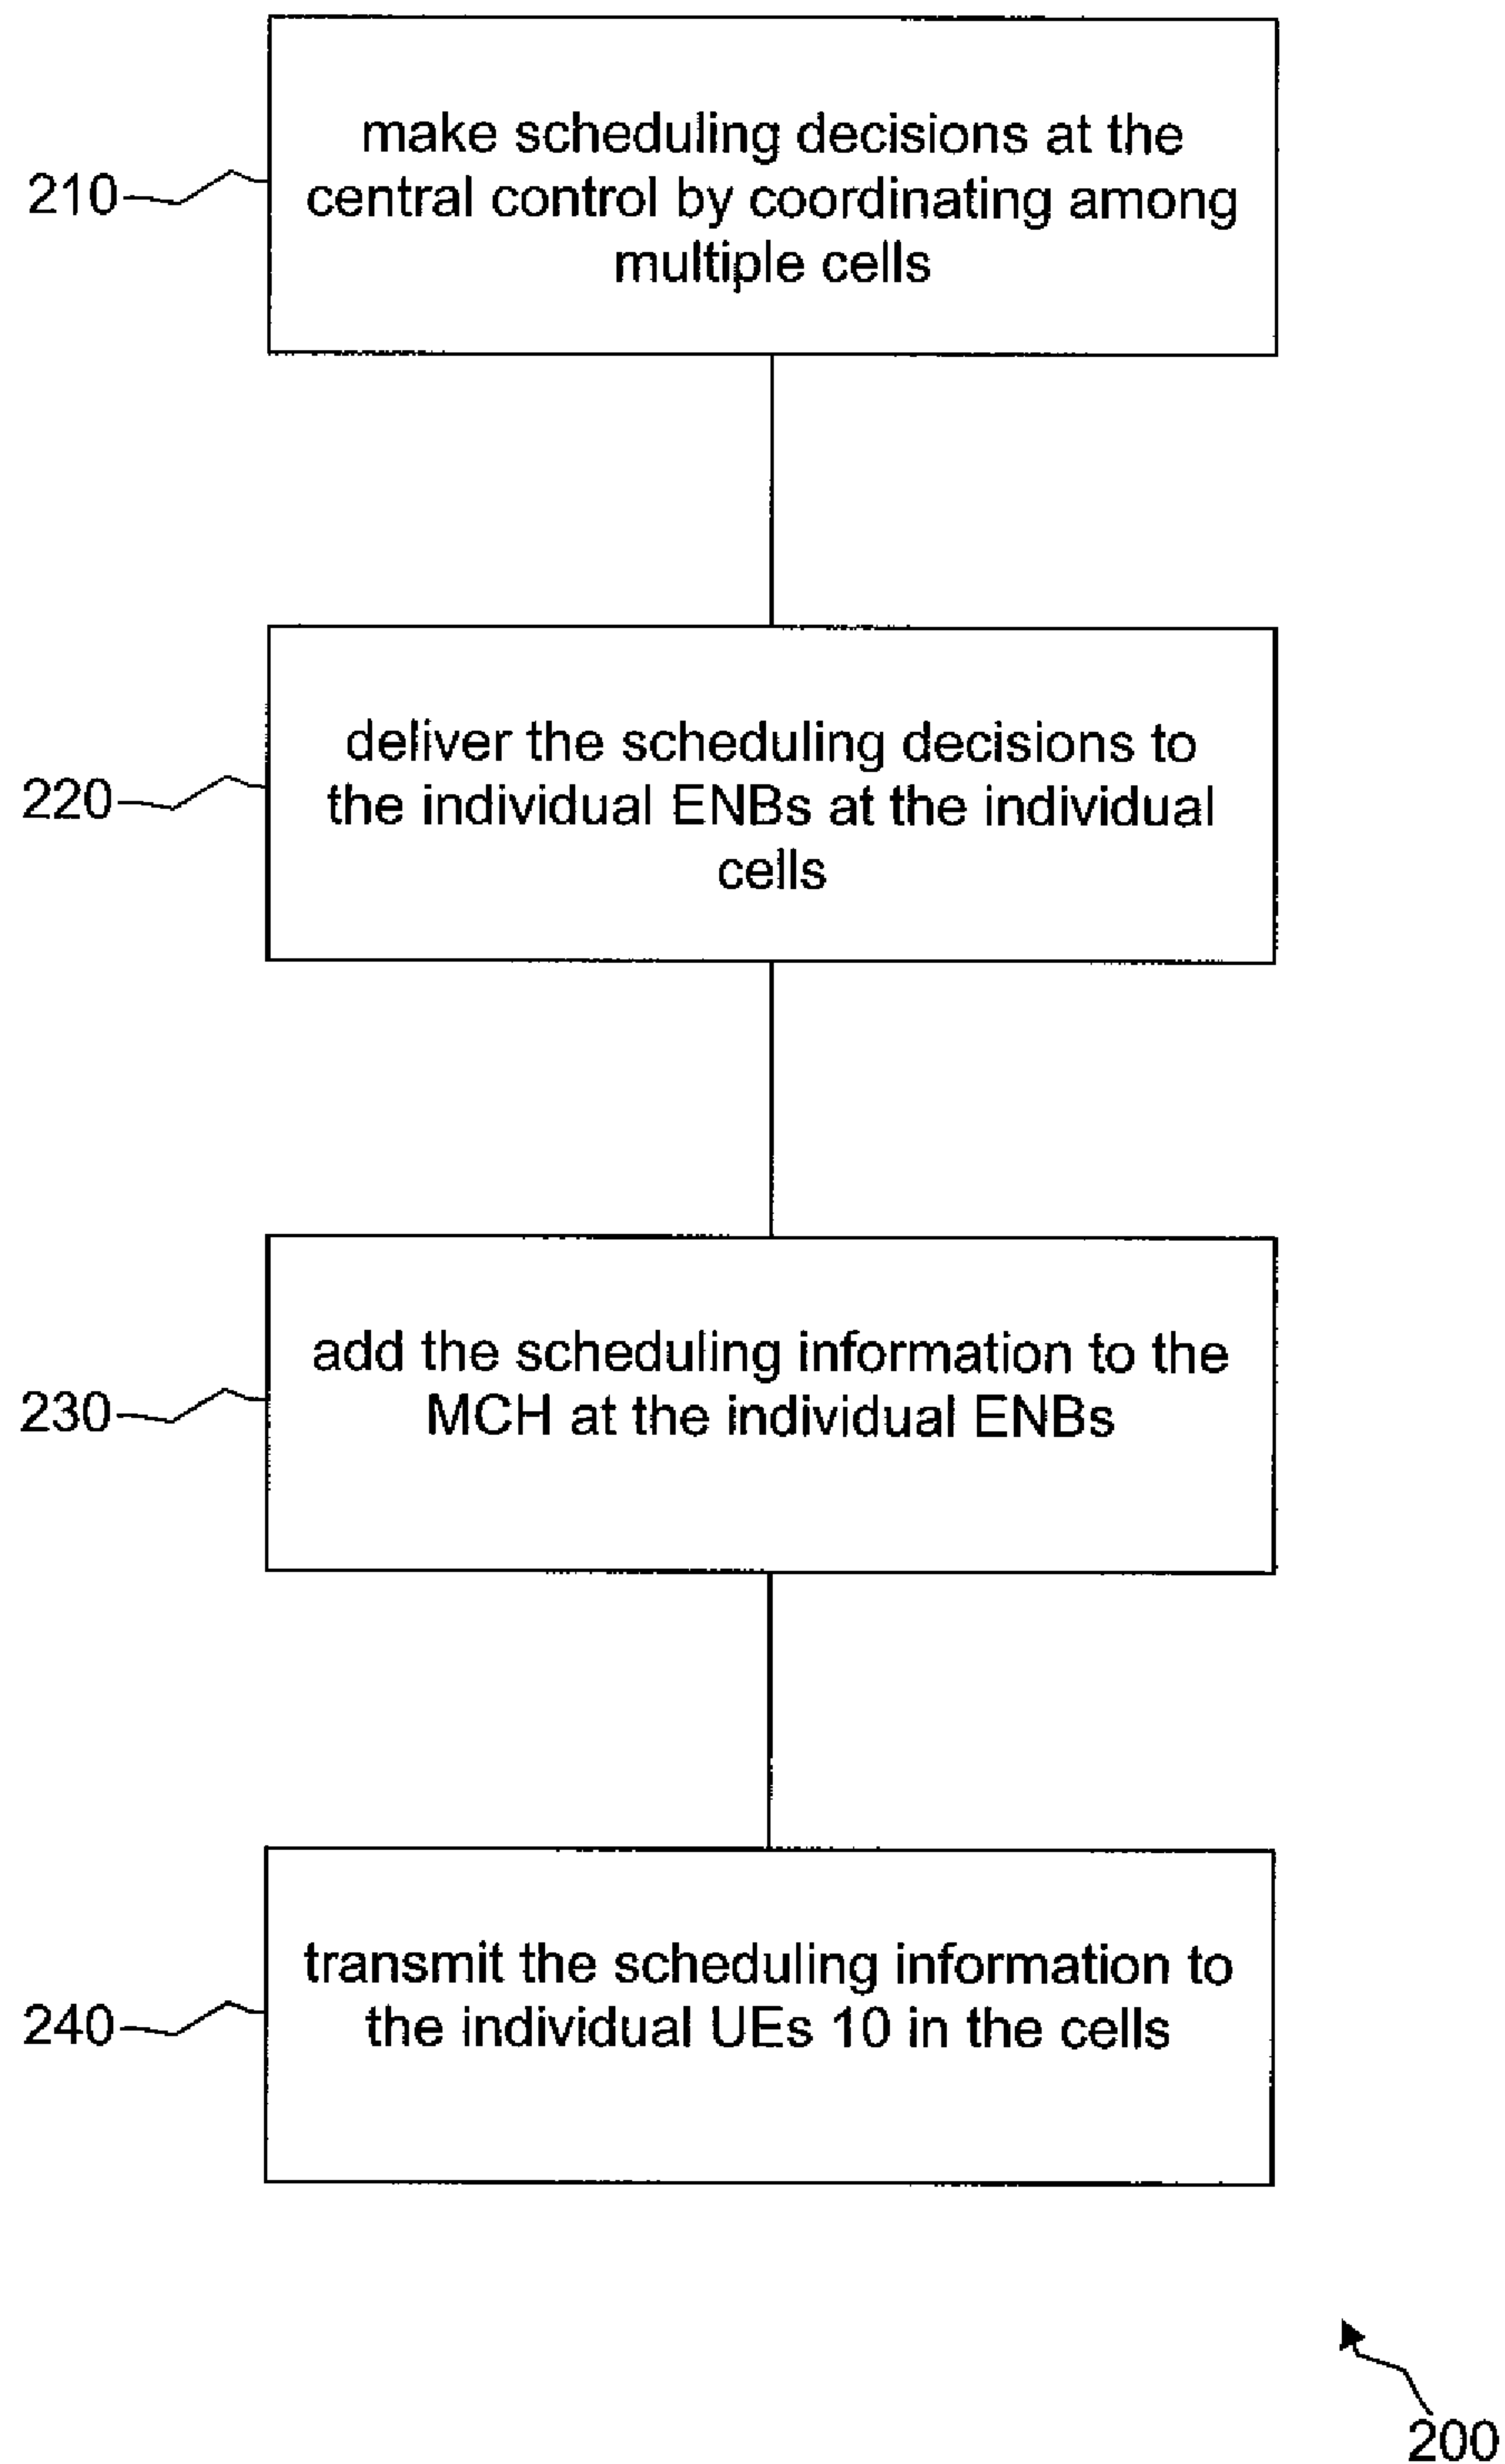 make scheduling decisions at the
central control by coordinating among
multiple cells
210
deliver the scheduling decisions to
the individual ENBs at the individual
cells
220
add the scheduling information to the
MCH at the individual ENBs
230
transmit the scheduling information to
the individual UEs 10 in the cells
240
200